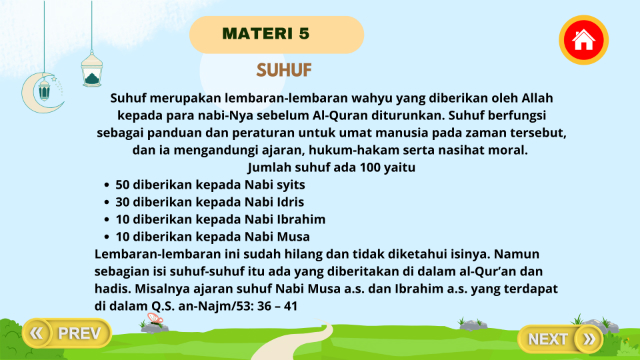 MATERI 5
SUHUF
Suhuf merupakan lembaran-lembaran wahyu yang diberikan oleh Allah
kepada para nabi-Nya sebelum Al-Quran diturunkan. Suhuf berfungsi
sebagai panduan dan peraturan untuk umat manusia pada zaman tersebut,
dan ia mengandungi ajaran, hukum-hakam serta nasihat moral.
Jumlah suhuf ada 100 yaitu
• 50 diberikan kepada Nabi syits
• 30 diberikan kepada Nabi Idris
• 10 diberikan kepada Nabi Ibrahim
• 10 diberikan kepada Nabi Musa
Lembaran-lembaran ini sudah hilang dan tidak diketahui isinya. Namun
sebagian isi suhuf-suhuf itu ada yang diberitakan di dalam al-Qur’an dan
hadis. Misalnya ajaran suhuf Nabi Musa a.s. dan Ibrahim a.s. yang terdapat
di dalam Q.S. an-Najm/53: 36 – 41
« PREV
NEXT »